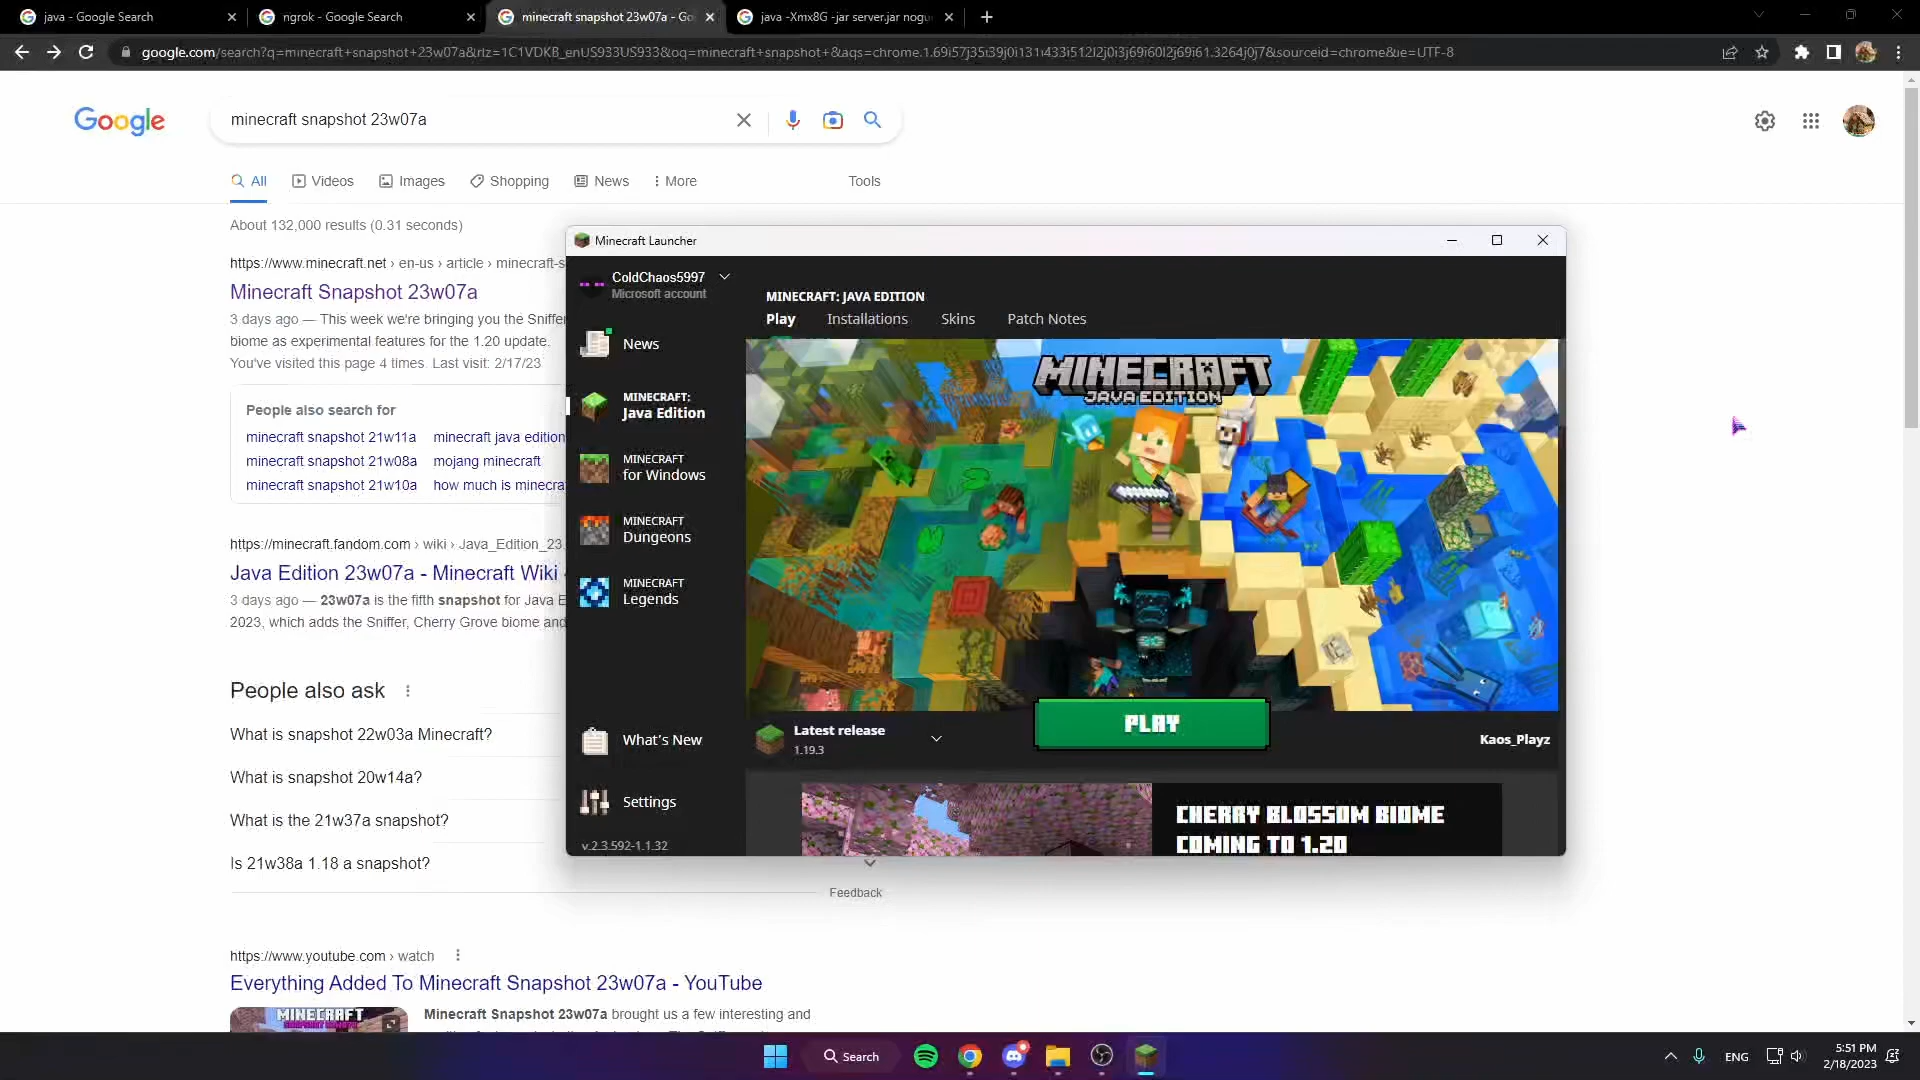 java - Google Search
ngrok - Google Search
minecraft snapshot 23w07a - Go
java -Xmx8G -jar server.jar nogu
google.com/search?q=minecraft+snapshot+23w07a&rlz=1C1VDKB_enUS933US933&oq=minecraft+snapshot+&aqs=chrome.1.69i57j35i39j0i131i433i512l2j0i3j69i60l2j69i61.3264j0j7&sourceid=chrome&ie=UTF-8
Google
minecraft snapshot 23w07a
All
Videos
Images
Shopping
News
More
Tools
About 132,000 results (0.31 seconds)
https://www.minecraft.net › en-us › article › minecraft-s
Minecraft Snapshot 23w07a
3 days ago — This week we're bringing you the Sniffer
biome as experimental features for the 1.20 update.
You've visited this page 4 times. Last visit: 2/17/23
People also search for
minecraft snapshot 21w11a
minecraft java edition
minecraft snapshot 21w08a
mojang minecraft
minecraft snapshot 21w10a
how much is minecra
https://minecraft.fandom.com › wiki › Java_Edition_23
Java Edition 23w07a - Minecraft Wiki
3 days ago — 23w07a is the fifth snapshot for Java E
2023, which adds the Sniffer, Cherry Grove biome and
People also ask
What is snapshot 22w03a Minecraft?
What is snapshot 20w14a?
What is the 21w37a snapshot?
Is 21w38a 1.18 a snapshot?
Feedback
https://www.youtube.com › watch
Everything Added To Minecraft Snapshot 23w07a - YouTube
MINECRAFT
Minecraft Snapshot 23w07a brought us a few interesting and
Minecraft Launcher
ColdChaos5997
Microsoft account
News
MINECRAFT:
Java Edition
MINECRAFT
for Windows
MINECRAFT
Dungeons
MINECRAFT
Legends
What's New
Settings
v.2.3.592-1.1.32
MINECRAFT: JAVA EDITION
Play
Installations
Skins
Patch Notes
MINECRAFT
JAVA EDITION
Latest release
1.19.3
PLAY
Kaos_Playz
CHERRY BLOSSOM BIOME
COMING TO 1.20
Search
ENG
5:51 PM
2/18/2023